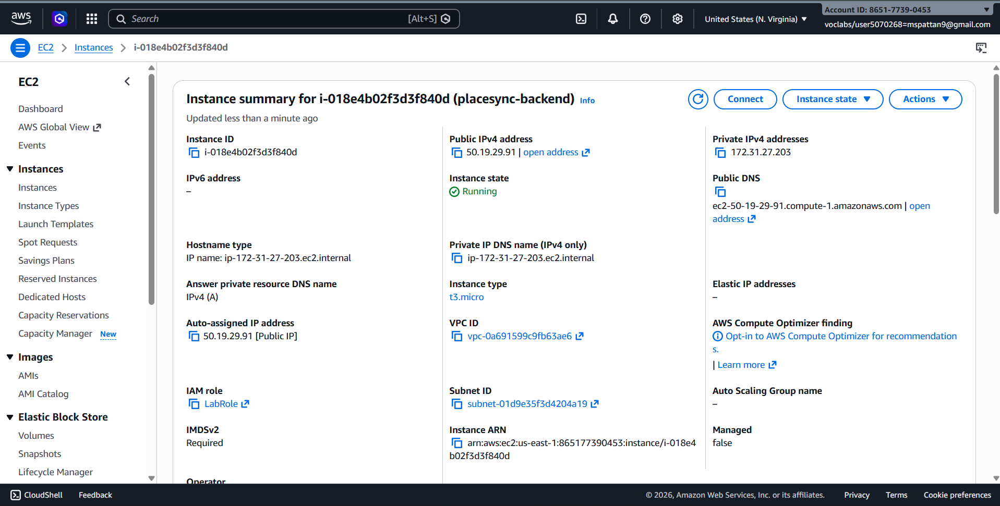 aws
Search
[Alt+S]
United States (N. Virginia)
Account ID: 8651-7739-0453
voclabs/user5070268=mspattan9@gmail.com
EC2
Instances
i-018e4b02f3d3f840d
EC2
Dashboard
AWS Global View
Events
Instances
Instances
Instance Types
Launch Templates
Spot Requests
Savings Plans
Reserved Instances
Dedicated Hosts
Capacity Reservations
Capacity Manager New
Images
AMIs
AMI Catalog
Elastic Block Store
Volumes
Snapshots
Lifecycle Manager
Instance summary for i-018e4b02f3d3f840d (placesync-backend) Info
Updated less than a minute ago
Connect
Instance state
Actions
Instance ID
i-018e4b02f3d3f840d
Public IPv4 address
50.19.29.91 | open address
Private IPv4 addresses
172.31.27.203
IPv6 address
–
Instance state
Running
Public DNS
ec2-50-19-29-91.compute-1.amazonaws.com | open
address
Hostname type
IP name: ip-172-31-27-203.ec2.internal
Private IP DNS name (IPv4 only)
ip-172-31-27-203.ec2.internal
Answer private resource DNS name
IPv4 (A)
Instance type
t3.micro
Elastic IP addresses
–
Auto-assigned IP address
50.19.29.91 [Public IP]
VPC ID
vpc-0a691599c9fb63ae6
AWS Compute Optimizer finding
Opt-in to AWS Compute Optimizer for recommendation
s.
| Learn more
IAM role
LabRole
Subnet ID
subnet-01d9e35f3d4204a19
Auto Scaling Group name
–
IMDSv2
Required
Instance ARN
arn:aws:ec2:us-east-1:865177390453:instance/i-018e4
b02f3d3f840d
Managed
false
Operator
CloudShell
Feedback
© 2026, Amazon Web Services, Inc. or its affiliates.
Privacy
Terms
Cookie preferences